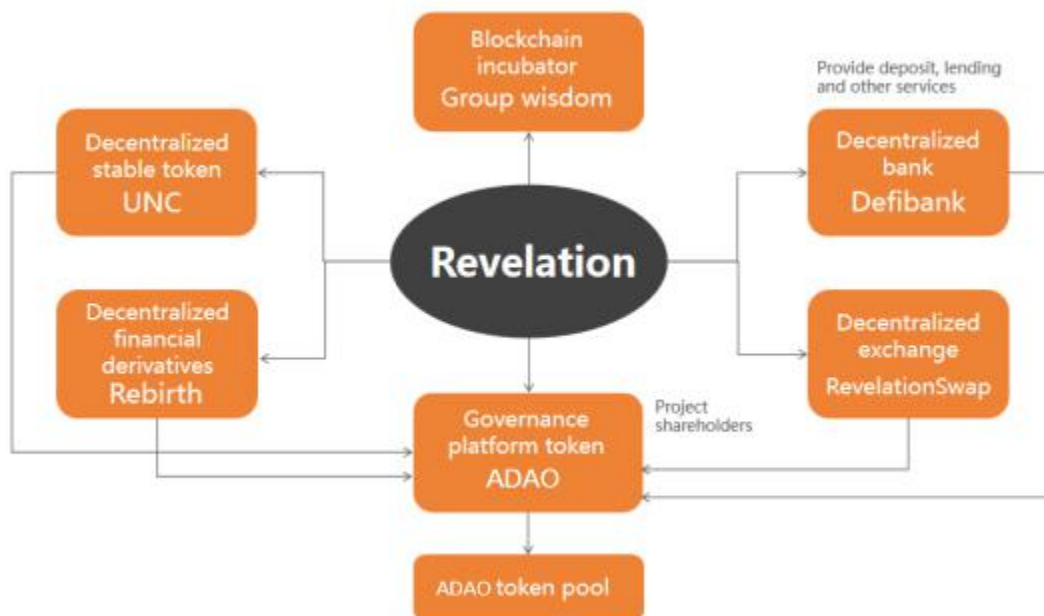 Blockchain
incubator
Group wisdom
Provide deposit, lending
and other services
Decentralized
stable token
UNC
Decentralized
bank
Defibank
Revelation
Decentralized
financial
derivatives
Rebirth
Decentralized
exchange
RevelationSwap
Governance
platform token
ADAO
Project
shareholders
ADAO token pool